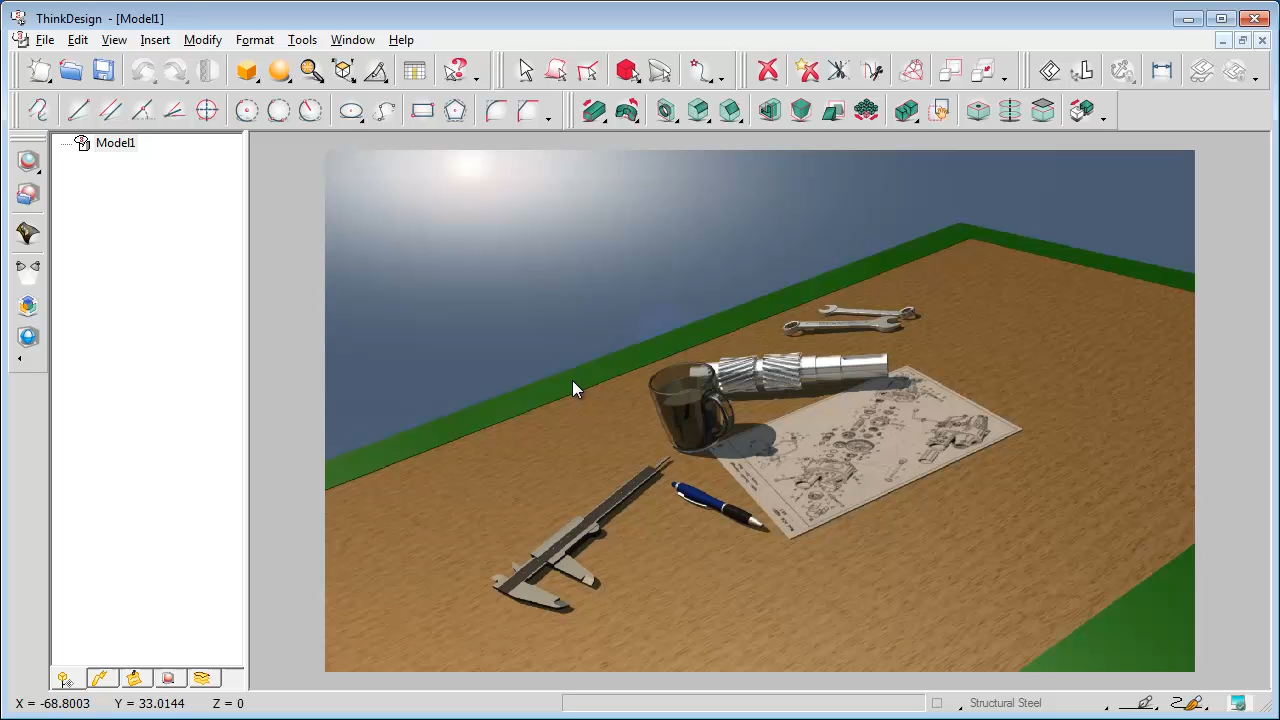 ThinkDesign - [Model1]
File Edit View Insert Modify Format Tools Window Help
Model1
X = -68.8003 Y = 33.0144 Z = 0 Structural Steel